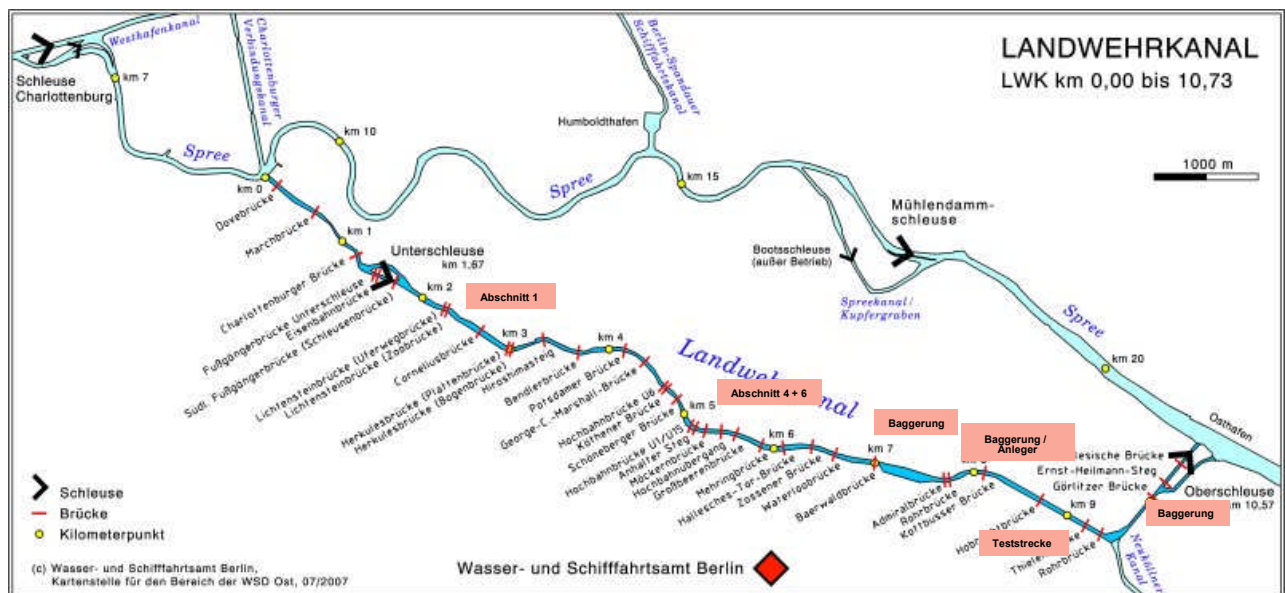 LANDWEHRKANAL
LWK km 0,00 bis 10,73
1000 m
Westhafenkanal
Charlottenburger
Verbindungskanal
Berlin-Spandauer
Schifffahrtskanal
Schleuse
Charlottenburg
km 7
Humboldthafen
km 10
Spree
Spree
km 15
km 0
Mühlendamm-
schleuse
Dovebrücke
Marchbrücke
km 1
Unterschleuse
km 1,67
Bootsschleuse
(außer Betrieb)
Spreekanal/
Kupfergraben
Spree
km 20
Charlottenburger Brücke
Fußgängerbrücke Unterschleuse
Eisenbahnbrücke
Südl. Fußgängerbrücke (Schleusenbrücke)
km 2
Abschnitt 1
Lichtensteinbrücke (Uferwegbrücke)
Lichtensteinbrücke (Zoobrücke)
Corneliusbrücke
km 3
Herkulesbrücke (Plattenbrücke)
Herkulesbrücke (Bogenbrücke)
Hiroshimasteig
Bendlerbrücke
km 4
Potsdamer Brücke
George-C.-Marshall-Brücke
Landwehrkanal
Abschnitt 4 + 6
Hochbahnbrücke U6
Köthener Brücke
Schöneberger Brücke
km 5
Hochbahnbrücke U1/U15
Anhalter Steg
Möckernbrücke
Hochbahnübergang
Großbeerenbrücke
Mehringbrücke
km 6
Hallesches-Tor-Brücke
Zossener Brücke
Waterloobrücke
Baerwaldbrücke
km 7
Baggerung
Baggerung /
Anleger
Admiralbrücke
Rohrbrücke
Kottbusser Brücke
km 9
Teststrecke
Rohrbrücke
Osthafen
Ernst-Heilmann-Steg
Görlitzer Brücke
Oberschleuse
km 10,57
Baggerung
Neuköllner
Kanal
Schleuse
Brücke
Kilometerpunkt
(c) Wasser- und Schifffahrtsamt Berlin,
Kartenstelle für den Bereich der WSD Ost, 07/2007
Wasser- und Schifffahrtsamt Berlin